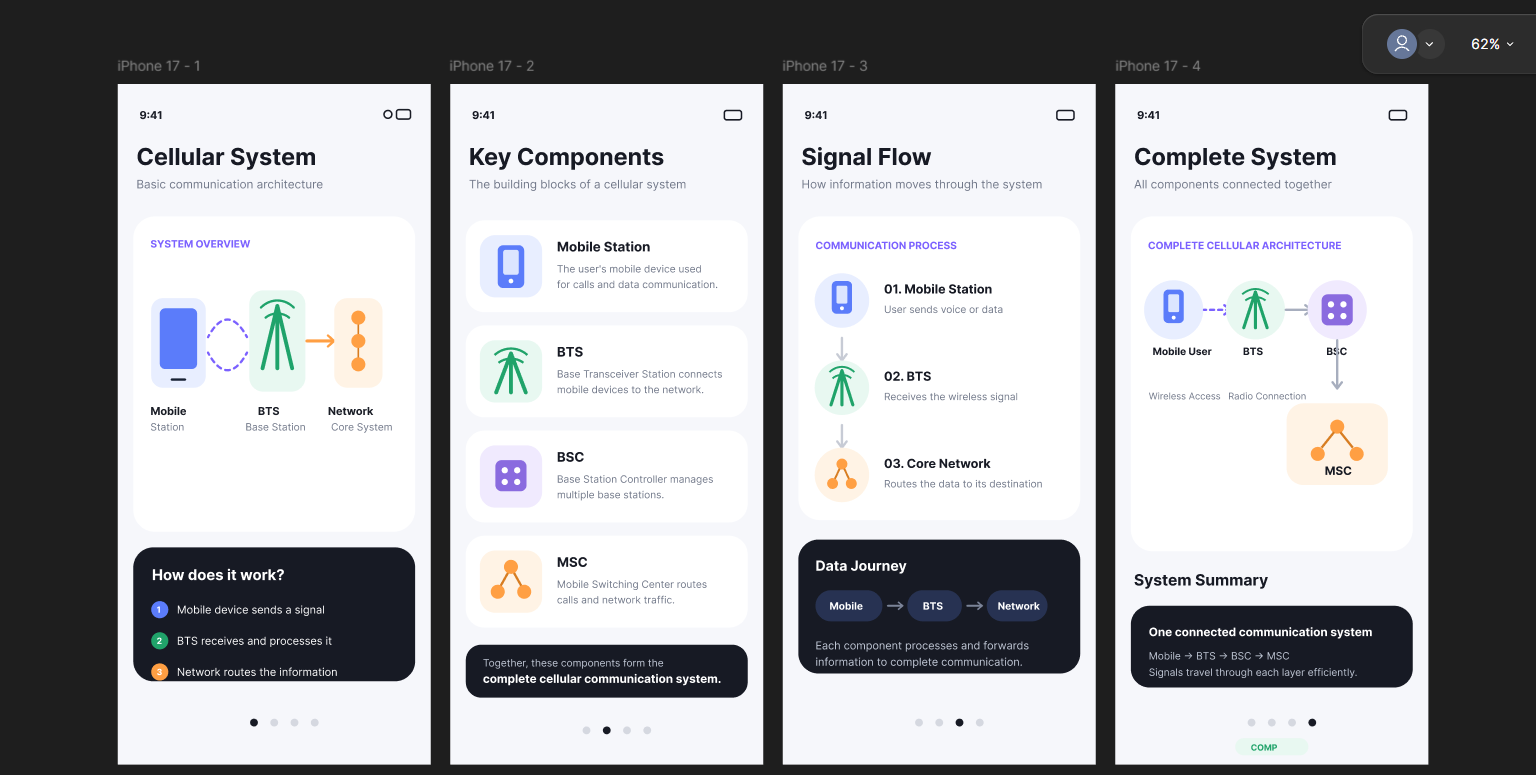 62%
iPhone 17 - 1
9:41
Cellular System
Basic communication architecture
SYSTEM OVERVIEW
Mobile
Station
BTS
Base Station
Network
Core System
How does it work?
1 Mobile device sends a signal
2 BTS receives and processes it
3 Network routes the information
iPhone 17 - 2
9:41
Key Components
The building blocks of a cellular system
Mobile Station
The user's mobile device used
for calls and data communication.
BTS
Base Transceiver Station connects
mobile devices to the network.
BSC
Base Station Controller manages
multiple base stations.
MSC
Mobile Switching Center routes
calls and network traffic.
Together, these components form the
complete cellular communication system.
iPhone 17 - 3
9:41
Signal Flow
How information moves through the system
COMMUNICATION PROCESS
01. Mobile Station
User sends voice or data
02. BTS
Receives the wireless signal
03. Core Network
Routes the data to its destination
Data Journey
Mobile → BTS → Network
Each component processes and forwards
information to complete communication.
iPhone 17 - 4
9:41
Complete System
All components connected together
COMPLETE CELLULAR ARCHITECTURE
Mobile User BTS BSC
Wireless Access Radio Connection
MSC
System Summary
One connected communication system
Mobile → BTS → BSC → MSC
Signals travel through each layer efficiently.
COMP